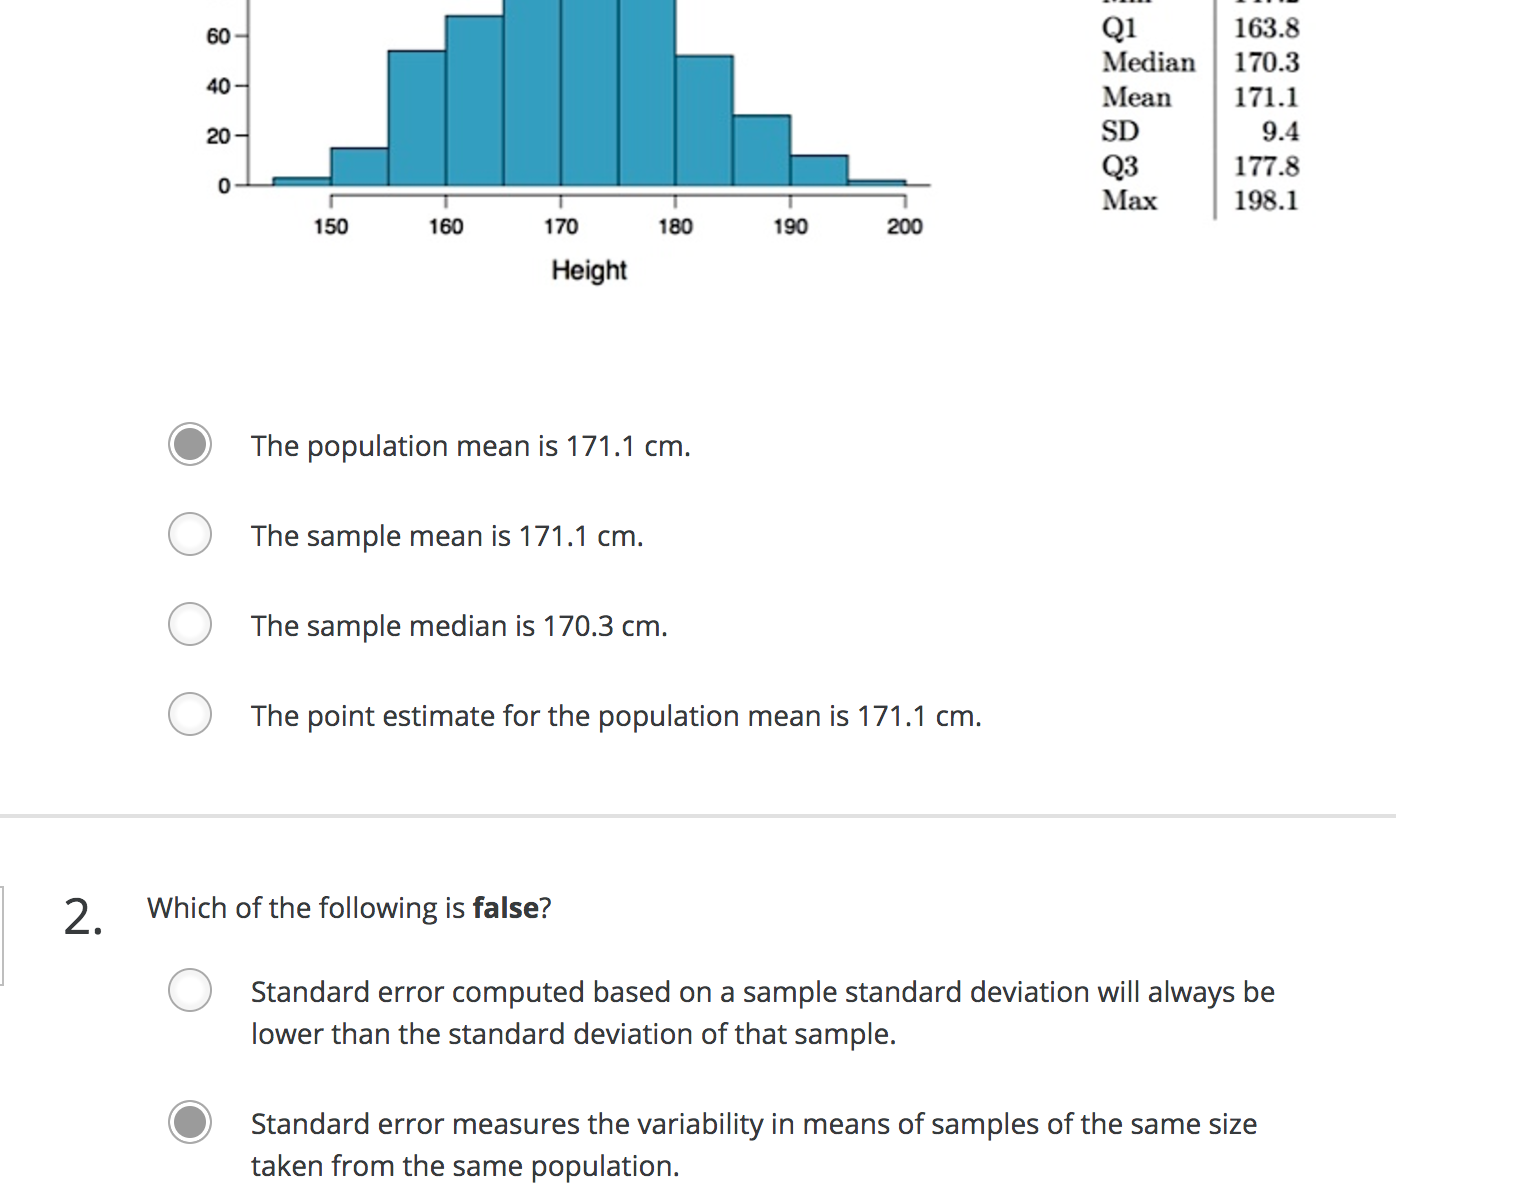 60
40
20
0
150 160 170 180 190 200
Height
Q1 163.8
Median 170.3
Mean 171.1
SD 9.4
Q3 177.8
Max 198.1
The population mean is 171.1 cm.
The sample mean is 171.1 cm.
The sample median is 170.3 cm.
The point estimate for the population mean is 171.1 cm.
2. Which of the following is false?
Standard error computed based on a sample standard deviation will always be
lower than the standard deviation of that sample.
Standard error measures the variability in means of samples of the same size
taken from the same population.